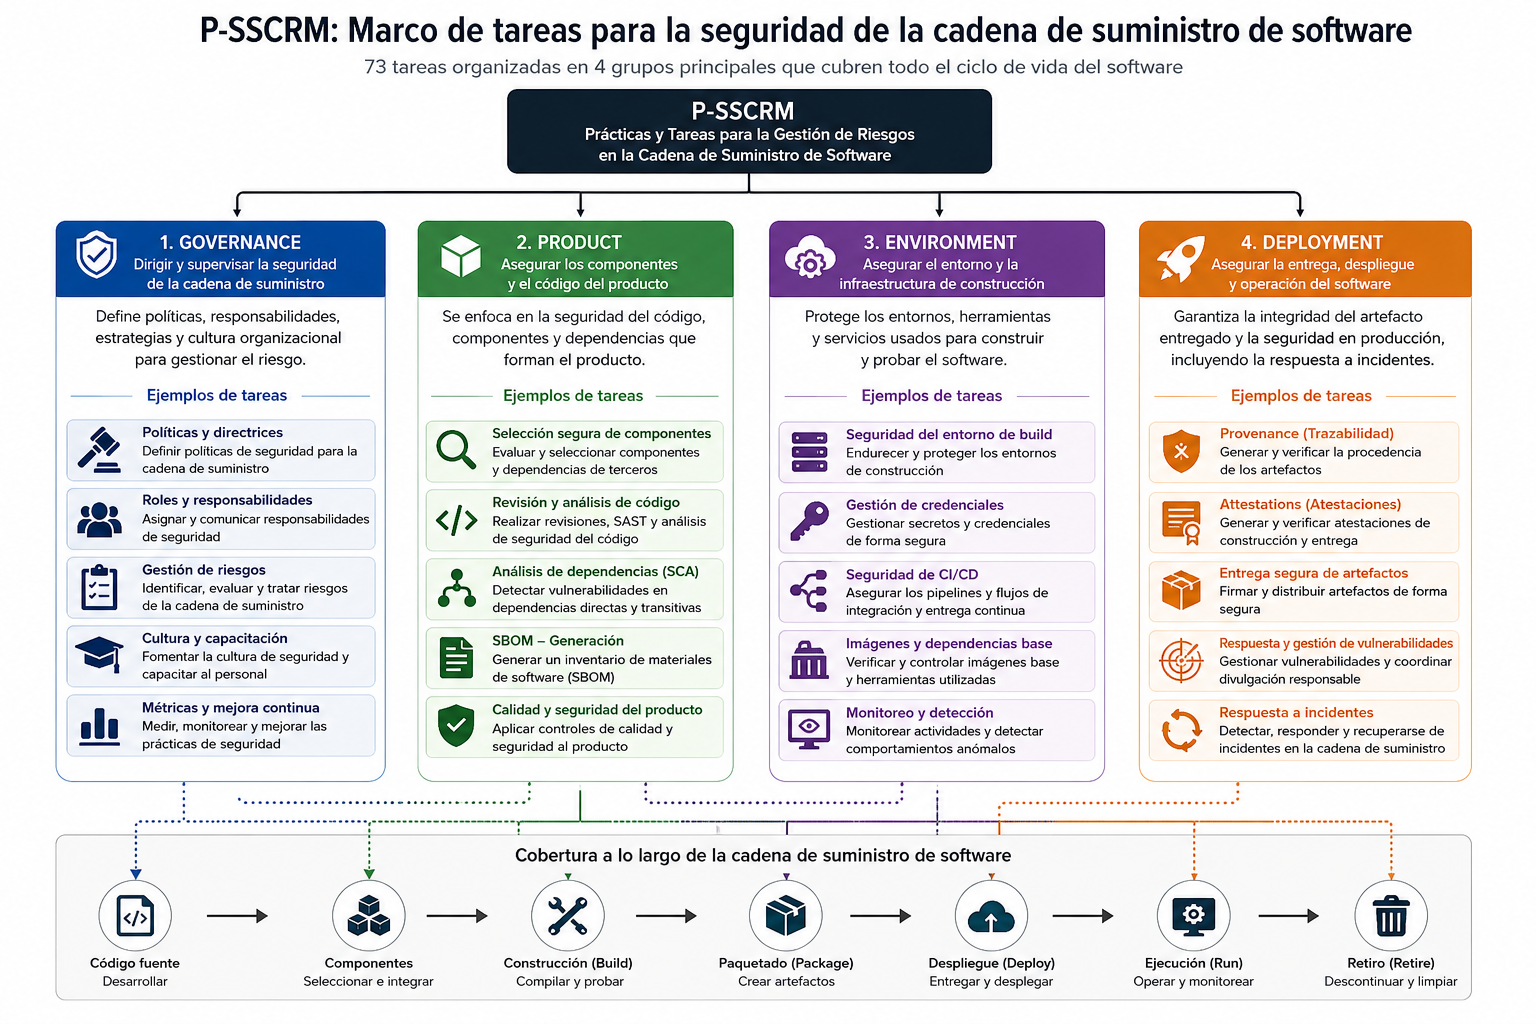 P-SSCRM: Marco de tareas para la seguridad de la cadena de suministro de software
73 tareas organizadas en 4 grupos principales que cubren todo el ciclo de vida del software
P-SSCRM
Prácticas y Tareas para la Gestión de Riesgos
en la Cadena de Suministro de Software
1. GOVERNANCE
Dirigir y supervisar la seguridad
de la cadena de suministro
Define políticas, responsabilidades,
estrategias y cultura organizacional
para gestionar el riesgo.
Ejemplos de tareas
Políticas y directrices
Definir políticas de seguridad para la
cadena de suministro
Roles y responsabilidades
Asignar y comunicar responsabilidades
de seguridad
Gestión de riesgos
Identificar, evaluar y tratar riesgos
de la cadena de suministro
Cultura y capacitación
Fomentar la cultura de seguridad y
capacitar al personal
Métricas y mejora continua
Medir, monitorear y mejorar las
prácticas de seguridad
2. PRODUCT
Asegurar los componentes
y el código del producto
Se enfoca en la seguridad del código,
componentes y dependencias que
forman el producto.
Ejemplos de tareas
Selección segura de componentes
Evaluar y seleccionar componentes
y dependencias de terceros
Revisión y análisis de código
Realizar revisiones, SAST y análisis
de seguridad del código
Análisis de dependencias (SCA)
Detectar vulnerabilidades en
dependencias directas y transitivas
SBOM – Generación
Generar un inventario de materiales
de software (SBOM)
Calidad y seguridad del producto
Aplicar controles de calidad y
seguridad al producto
3. ENVIRONMENT
Asegurar el entorno y la
infraestructura de construcción
Protege los entornos, herramientas
y servicios usados para construir
y probar el software.
Ejemplos de tareas
Seguridad del entorno de build
Endurecer y proteger los entornos
de construcción
Gestión de credenciales
Gestionar secretos y credenciales
de forma segura
Seguridad de CI/CD
Asegurar los pipelines y flujos de
integración y entrega continua
Imágenes y dependencias base
Verificar y controlar imágenes base
y herramientas utilizadas
Monitoreo y detección
Monitorear actividades y detectar
comportamientos anómalos
4. DEPLOYMENT
Asegurar la entrega, despliegue
y operación del software
Garantiza la integridad del artefacto
entregado y la seguridad en producción,
incluyendo la respuesta a incidentes.
Ejemplos de tareas
Provenance (Trazabilidad)
Generar y verificar la procedencia
de los artefactos
Attestations (Atestaciones)
Generar y verificar atestaciones de
construcción y entrega
Entrega segura de artefactos
Firmar y distribuir artefactos de forma
segura
Respuesta y gestión de vulnerabilidades
Gestionar vulnerabilidades y coordinar
divulgación responsable
Respuesta a incidentes
Detectar, responder y recuperarse de
incidentes en la cadena de suministro
Cobertura a lo largo de la cadena de suministro de software
Código fuente
Desarrollar
Componentes
Seleccionar e integrar
Construcción (Build)
Compilar y probar
Paquetado (Package)
Crear artefactos
Despliegue (Deploy)
Entregar y desplegar
Ejecución (Run)
Operar y monitorear
Retiro (Retire)
Descontinuar y limpiar